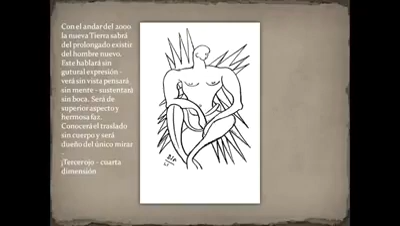 Con el andar del 2000
la nueva Tierra sabrá
del prolongado existir
del hombre nuevo.
Este hablará sin
gutural expresión -
verá sin vista pensará
sin mente - sustentará
sin boca. Será de
superior aspecto y
hermosa faz.
Conocerá el traslado
sin cuerpo y será
dueño del único mirar
.
¡Tercer ojo - cuarta
dimensión